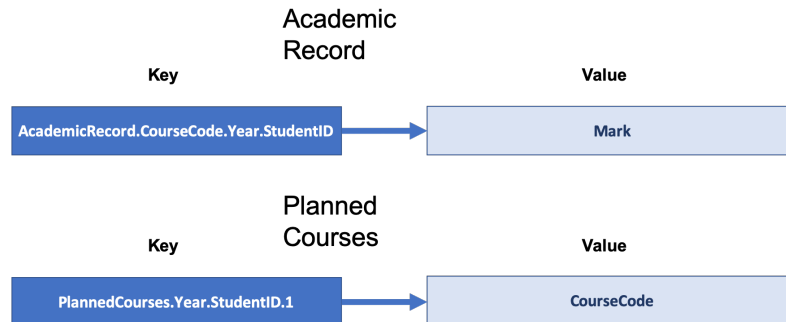 Academic
Record
Key
Value
AcademicRecord.CourseCode.Year.StudentID
Mark
Planned
Courses
Key
Value
PlannedCourses.Year.StudentID.1
CourseCode